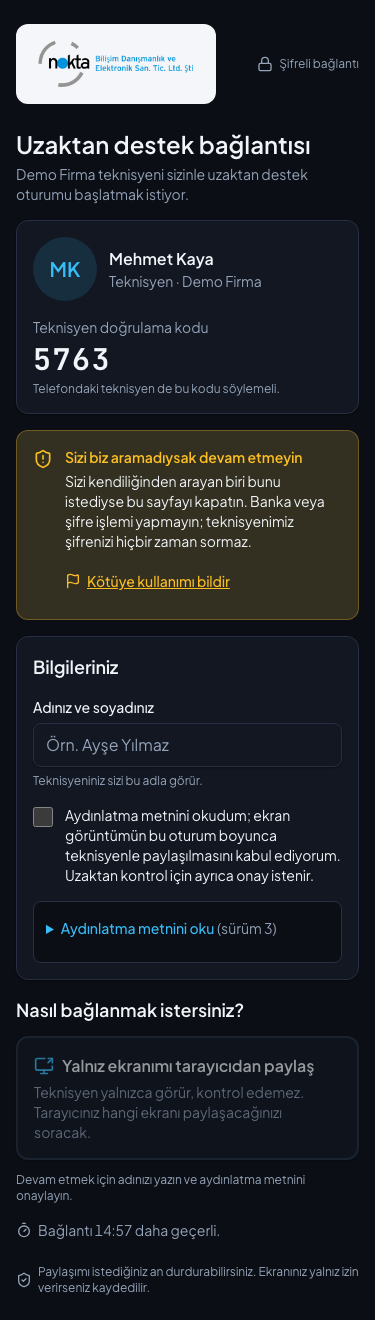 nokta Bilişim Danışmanlık ve
Elektronik San. Tic. Ltd. Şti
Şifreli bağlantı
Uzaktan destek bağlantısı
Demo Firma teknisyeni sizinle uzaktan destek
oturumu başlatmak istiyor.
MK
Mehmet Kaya
Teknisyen · Demo Firma
Teknisyen doğrulama kodu
5763
Telefondaki teknisyen de bu kodu söylemeli.
Sizi biz aramadıysak devam etmeyin
Sizi kendiliğinden arayan biri bunu
istediyse bu sayfayı kapatın. Banka veya
şifre işlemi yapmayın; teknisyenimiz
şifrenizi hiçbir zaman sormaz.
Kötüye kullanımı bildir
Bilgileriniz
Adınız ve soyadınız
Örn. Ayşe Yılmaz
Teknisyeniniz sizi bu adla görür.
Aydınlatma metnini okudum; ekran
görüntümün bu oturum boyunca
teknisyenle paylaşılmasını kabul ediyorum.
Uzaktan kontrol için ayrıca onay istenir.
Aydınlatma metnini oku (sürüm 3)
Nasıl bağlanmak istersiniz?
Yalnız ekranımı tarayıcıdan paylaş
Teknisyen yalnızca görür, kontrol edemez.
Tarayıcınız hangi ekranı paylaşacağınızı
soracak.
Devam etmek için adınızı yazın ve aydınlatma metnini
onaylayın.
Bağlantı 14:57 daha geçerli.
Paylaşımı istediğiniz an durdurabilirsiniz. Ekranınız yalnız izin
verirseniz kaydedilir.